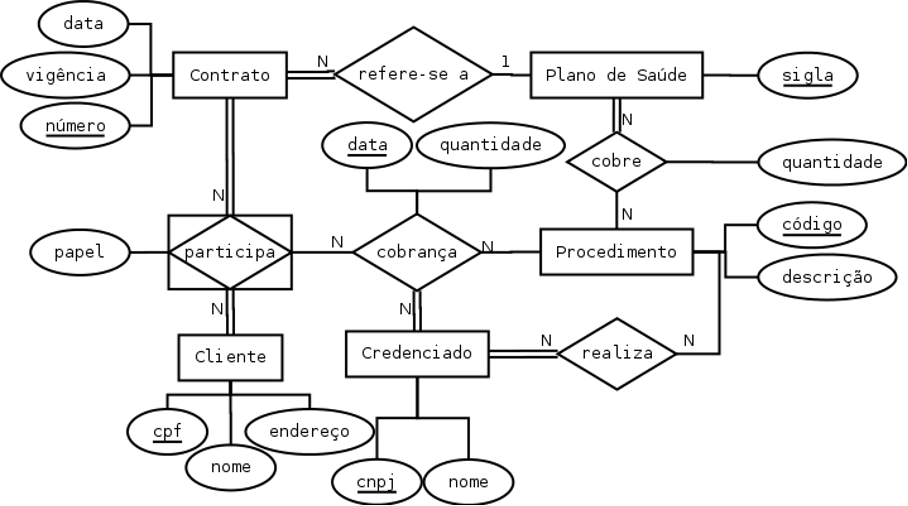 data
vigência
número
Contrato
N
refere-se a
1
Plano de Saúde
sigla
N
cobre
quantidade
N
data
quantidade
N
papel
participa
N
cobrança
N
Procedimento
código
descrição
N
Cliente
N
Credenciado
N
realiza
N
cpf
nome
endereço
cnpj
nome